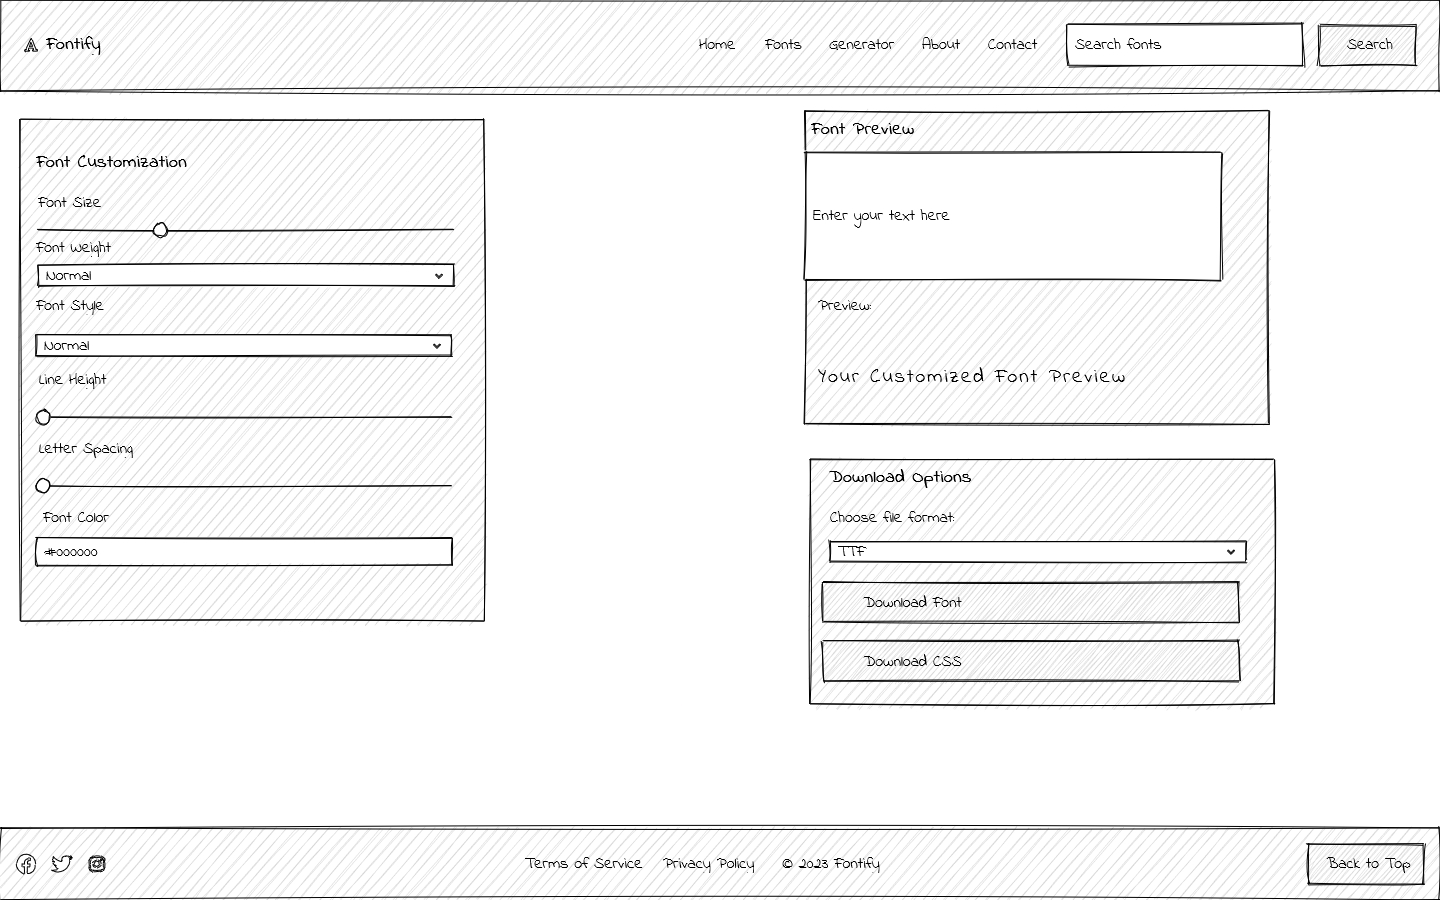 Fontify
Home Fonts Generator About Contact Search fonts Search
Font Customization
Font Size
Font Weight
Normal
Font Style
Normal
Line Height
Letter Spacing
Font Color
#000000
Font Preview
Enter your text here
Preview:
Your Customized Font Preview
Download Options
Choose file format:
TTF
Download Font
Download CSS
Terms of Service Privacy Policy © 2023 Fontify
Back to Top